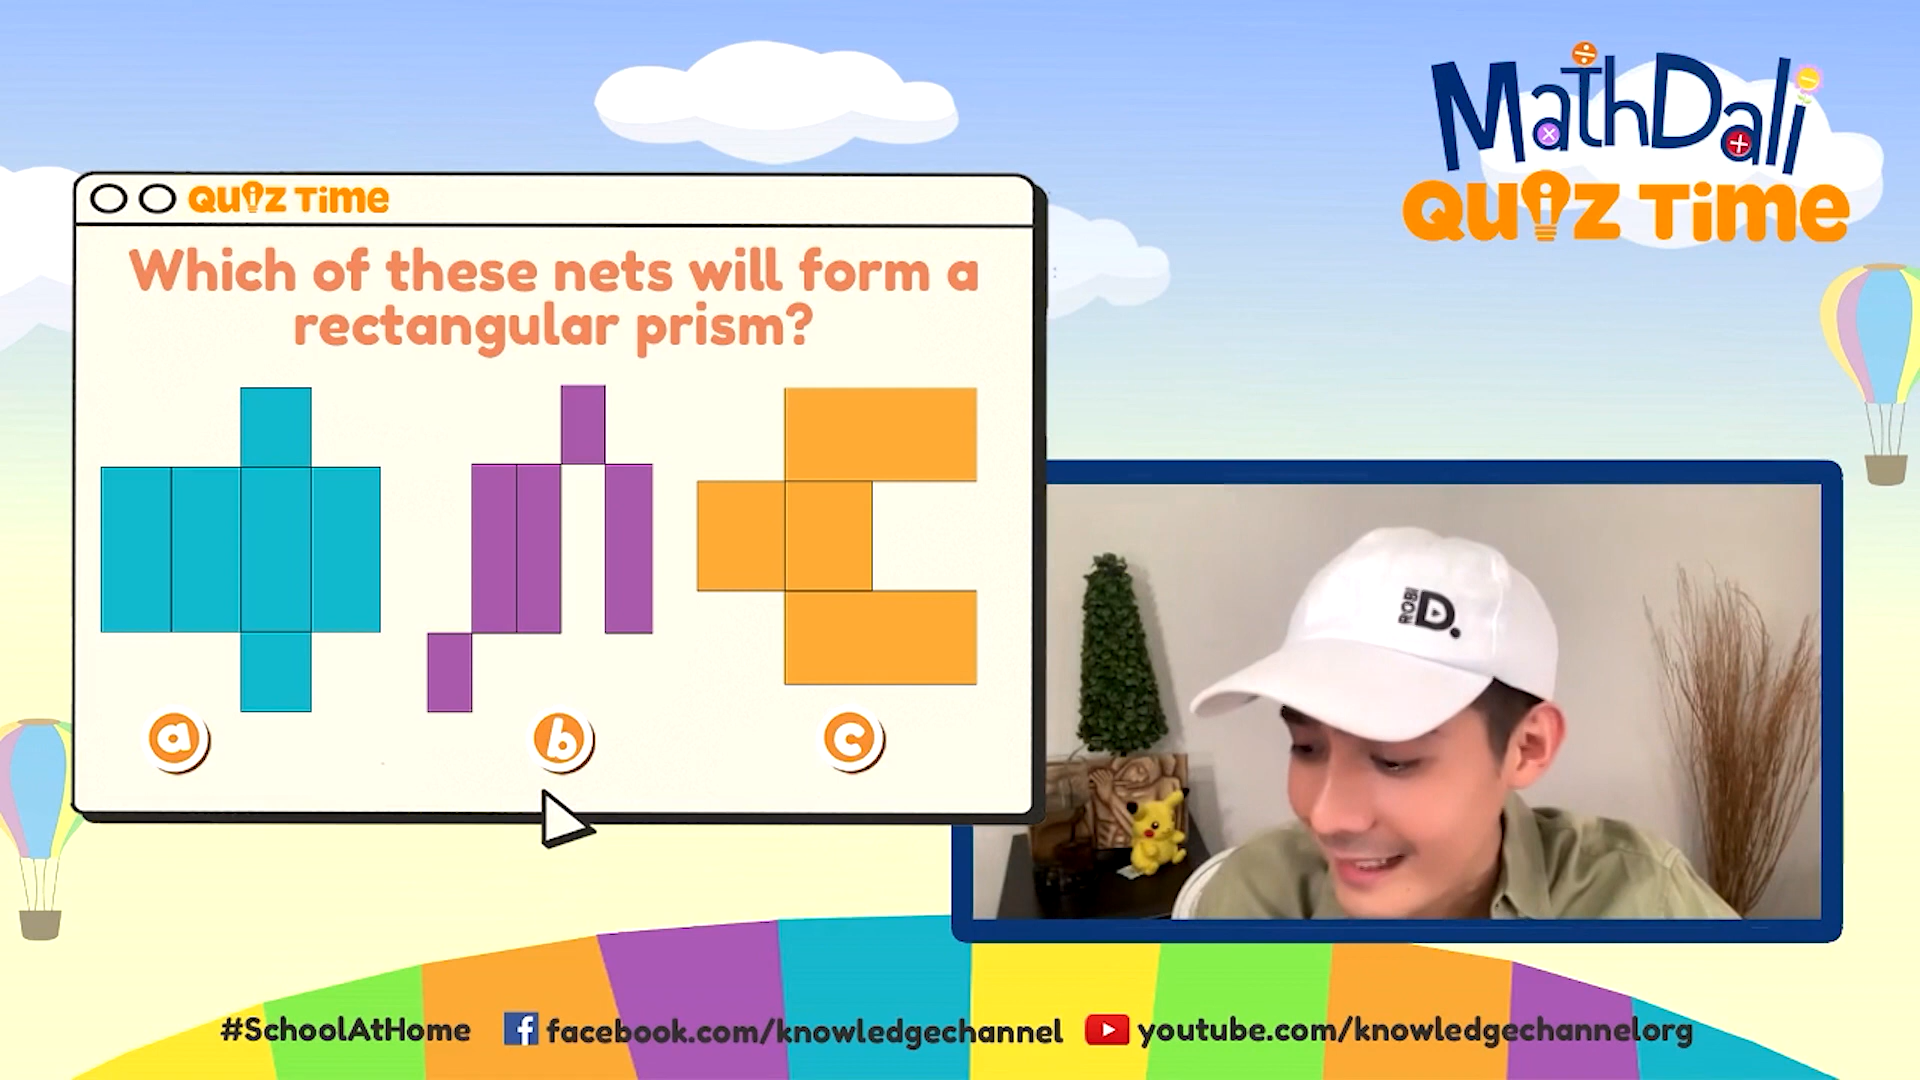 MathDali
QUIZ TIME
QUIZ TIME
Which of these nets will form a
rectangular prism?
a
b
c
ROBI
D.
#SchoolAtHome
facebook.com/knowledgechannel
youtube.com/knowledgechannelorg